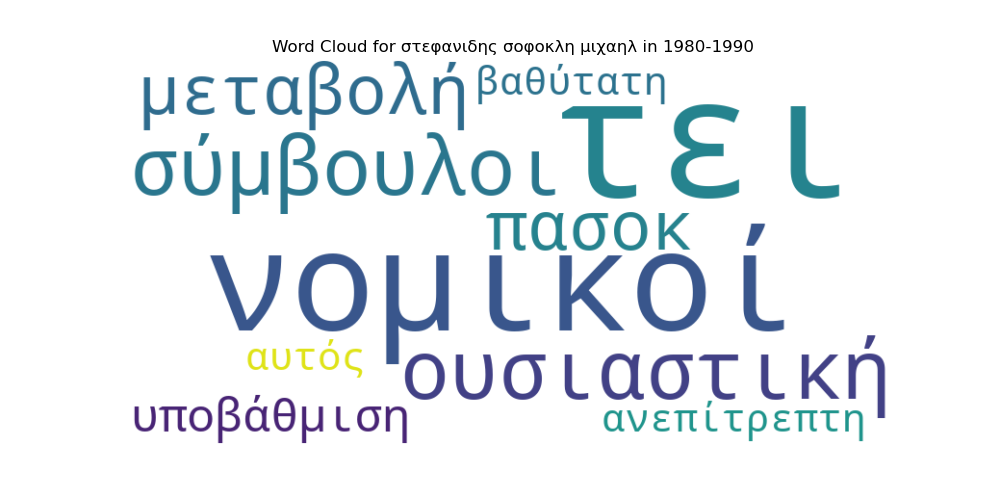 Word Cloud for στεφανιδης σοφοκλη μιχαηλ in 1980-1990
μεταβολή
βαθύτατη
τει
σύμβουλοι
πασοκ
νομικοί
αυτός
ουσιαστική
υποβάθμιση
ανεπίτρεπτη